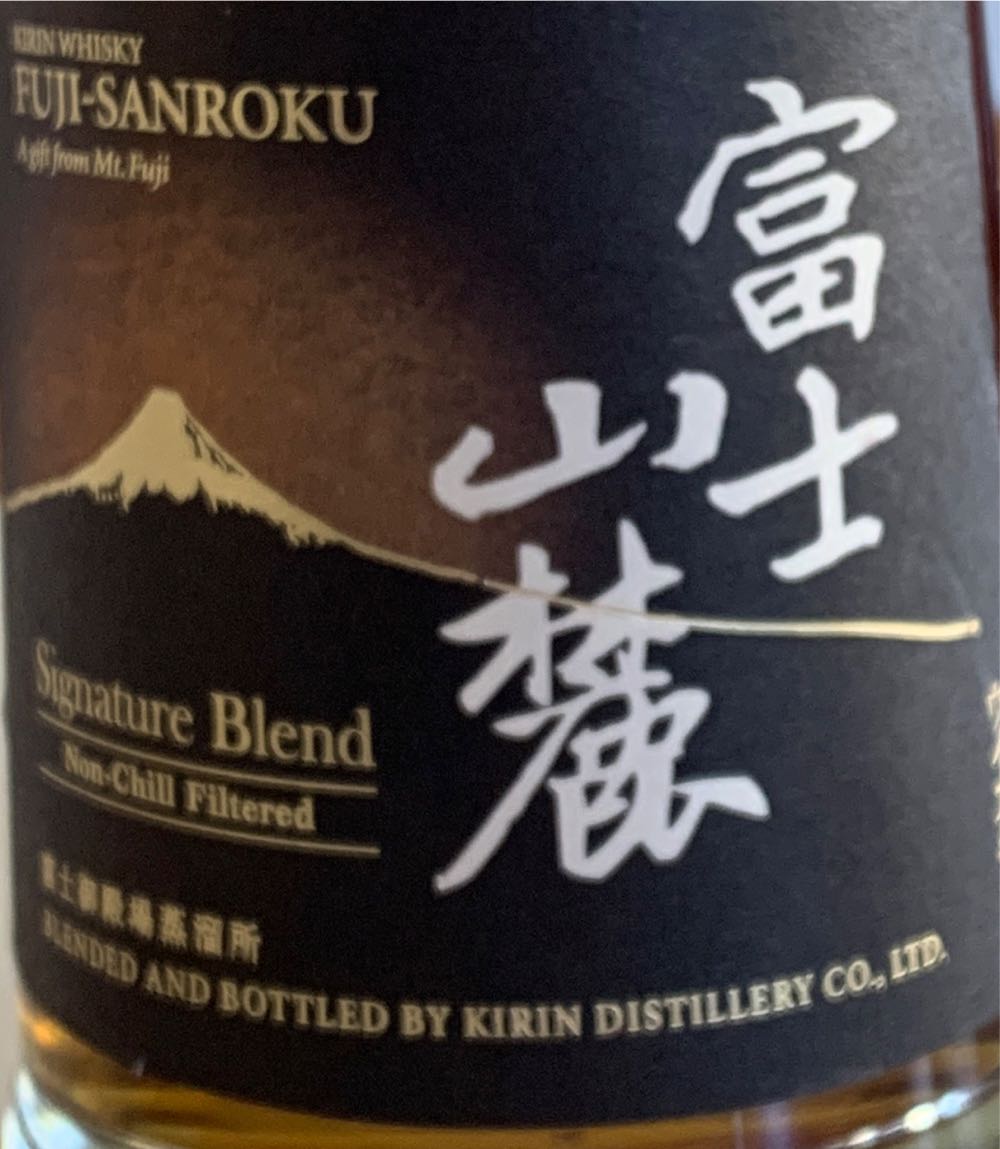 KIRIN WHISKY
FUJI-SANROKU
A gift from Mt. Fuji
富士
山麓
Signature Blend
Non-Chill Filtered
富士御殿場蒸溜所
BLENDED AND BOTTLED BY KIRIN DISTILLERY CO., LTD.